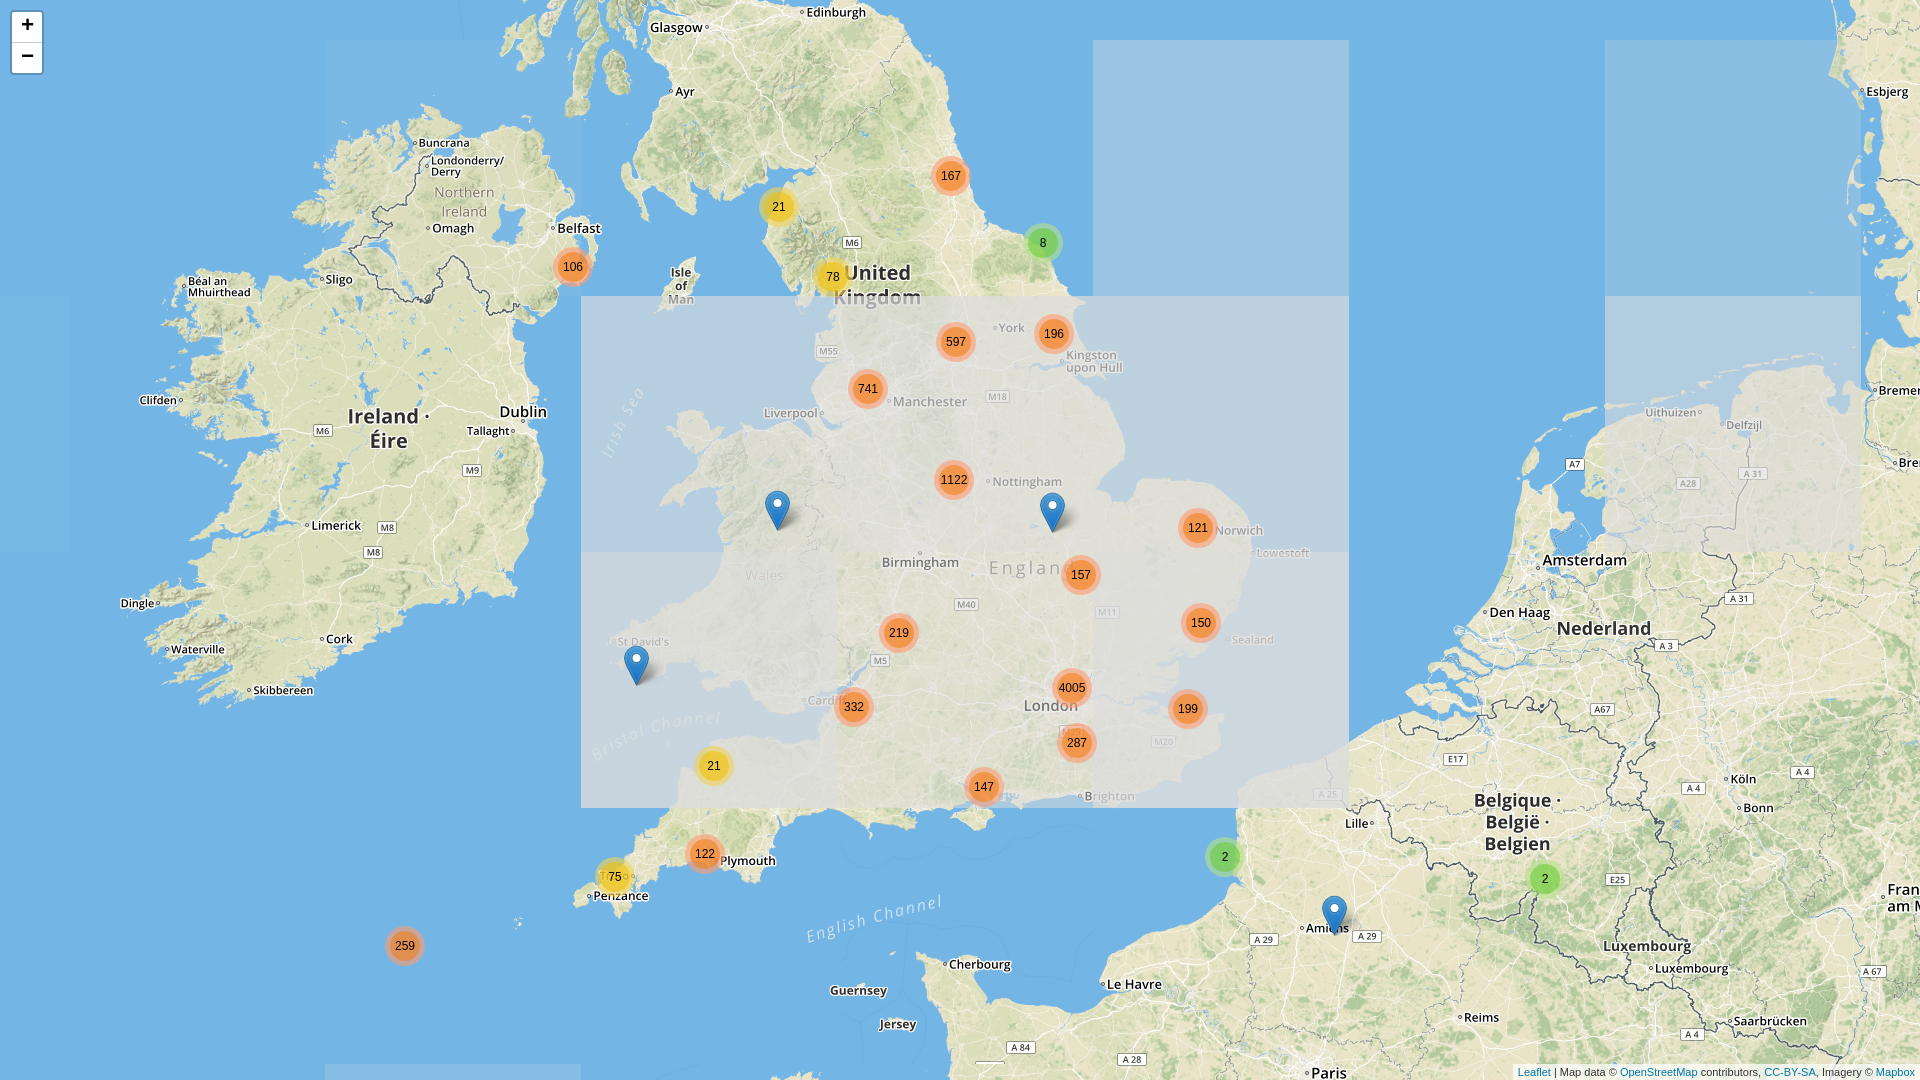 +
−
Edinburgh
Glasgow
Ayr
Esbjerg
Buncrana
Londonderry/
Derry
Northern
Ireland
Omagh
Belfast
167
21
8
M6
106
78
United
Kingdom
Isle
of
Man
Sligo
Béal an
Mhuirthead
York
196
597
M55
Kingston
upon Hull
741
Manchester
M18
Liverpool
Irish Sea
Clifden
Dublin
Ireland ·
Éire
Tallaght
M6
M9
Uithuizen
Delfzijl
A7
A28
A 31
1122
Nottingham
Limerick
M8
M8
121
Norwich
Lowestoft
Birmingham
England
157
Wales
Amsterdam
Dingle
M40
M11
A 31
Den Haag
Nederland
219
150
Sealand
Cork
Waterville
St David's
M5
A 3
Skibbereen
4005
London
Cardiff
332
199
A67
Bristol Channel
287
M20
E17
21
147
Brighton
A 25
Köln
A 4
A 4
Bonn
Belgique ·
België ·
Belgien
Lille
122
Plymouth
2
75
Penzance
2
E25
English Channel
259
Amiens
A 29
A 29
Luxembourg
Luxembourg
Cherbourg
A 67
Guernsey
Le Havre
Jersey
Reims
Saarbrücken
A 84
A 28
A 4
Paris
Leaflet | Map data © OpenStreetMap contributors, CC-BY-SA, Imagery © Mapbox